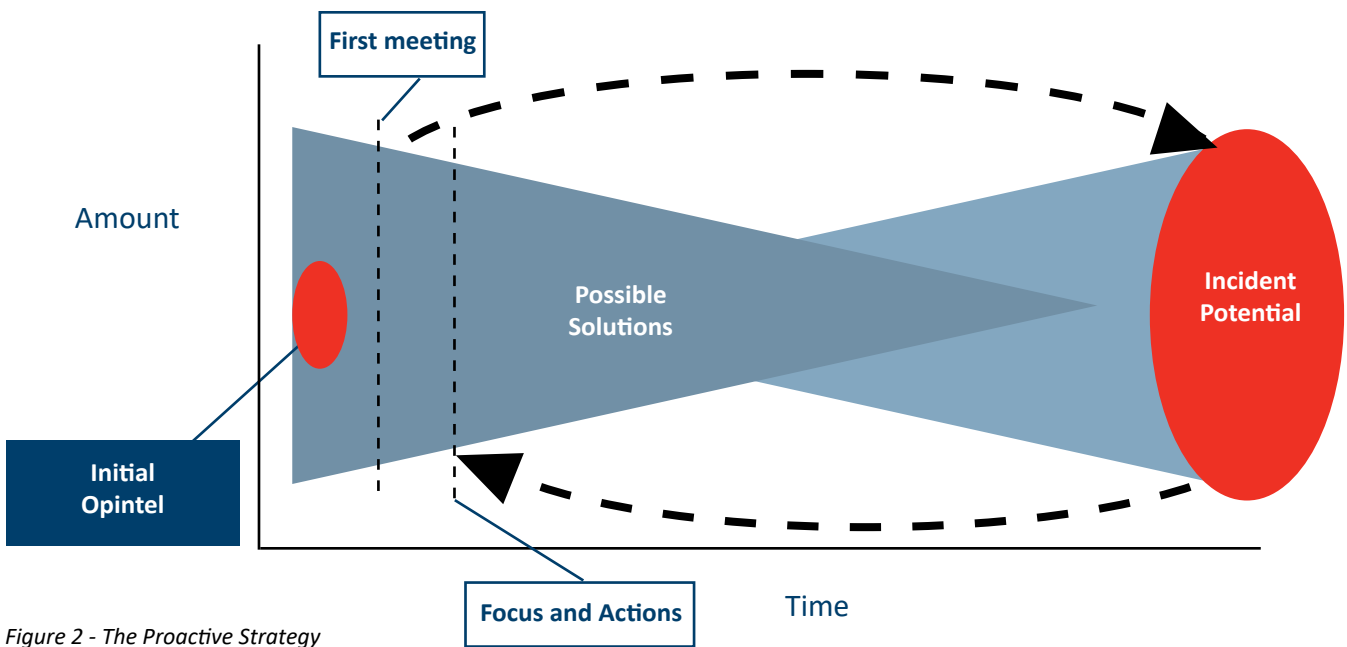 First meeting
Amount
Possible
Solutions
Incident
Potential
Initial
Opintel
Focus and Actions
Time
Figure 2 - The Proactive Strategy